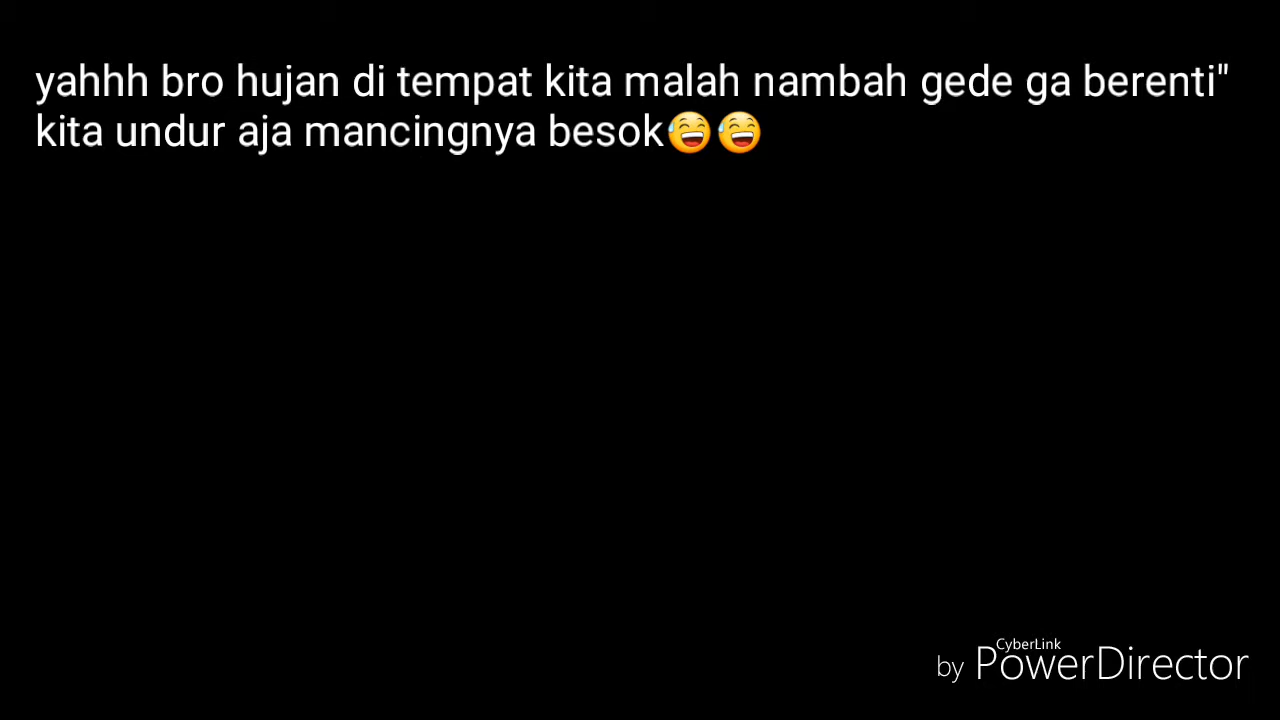 yahhh bro hujan di tempat kita malah nambah gede ga berenti"
kita undur aja mancingnya besok😅😅
CyberLink
by PowerDirector